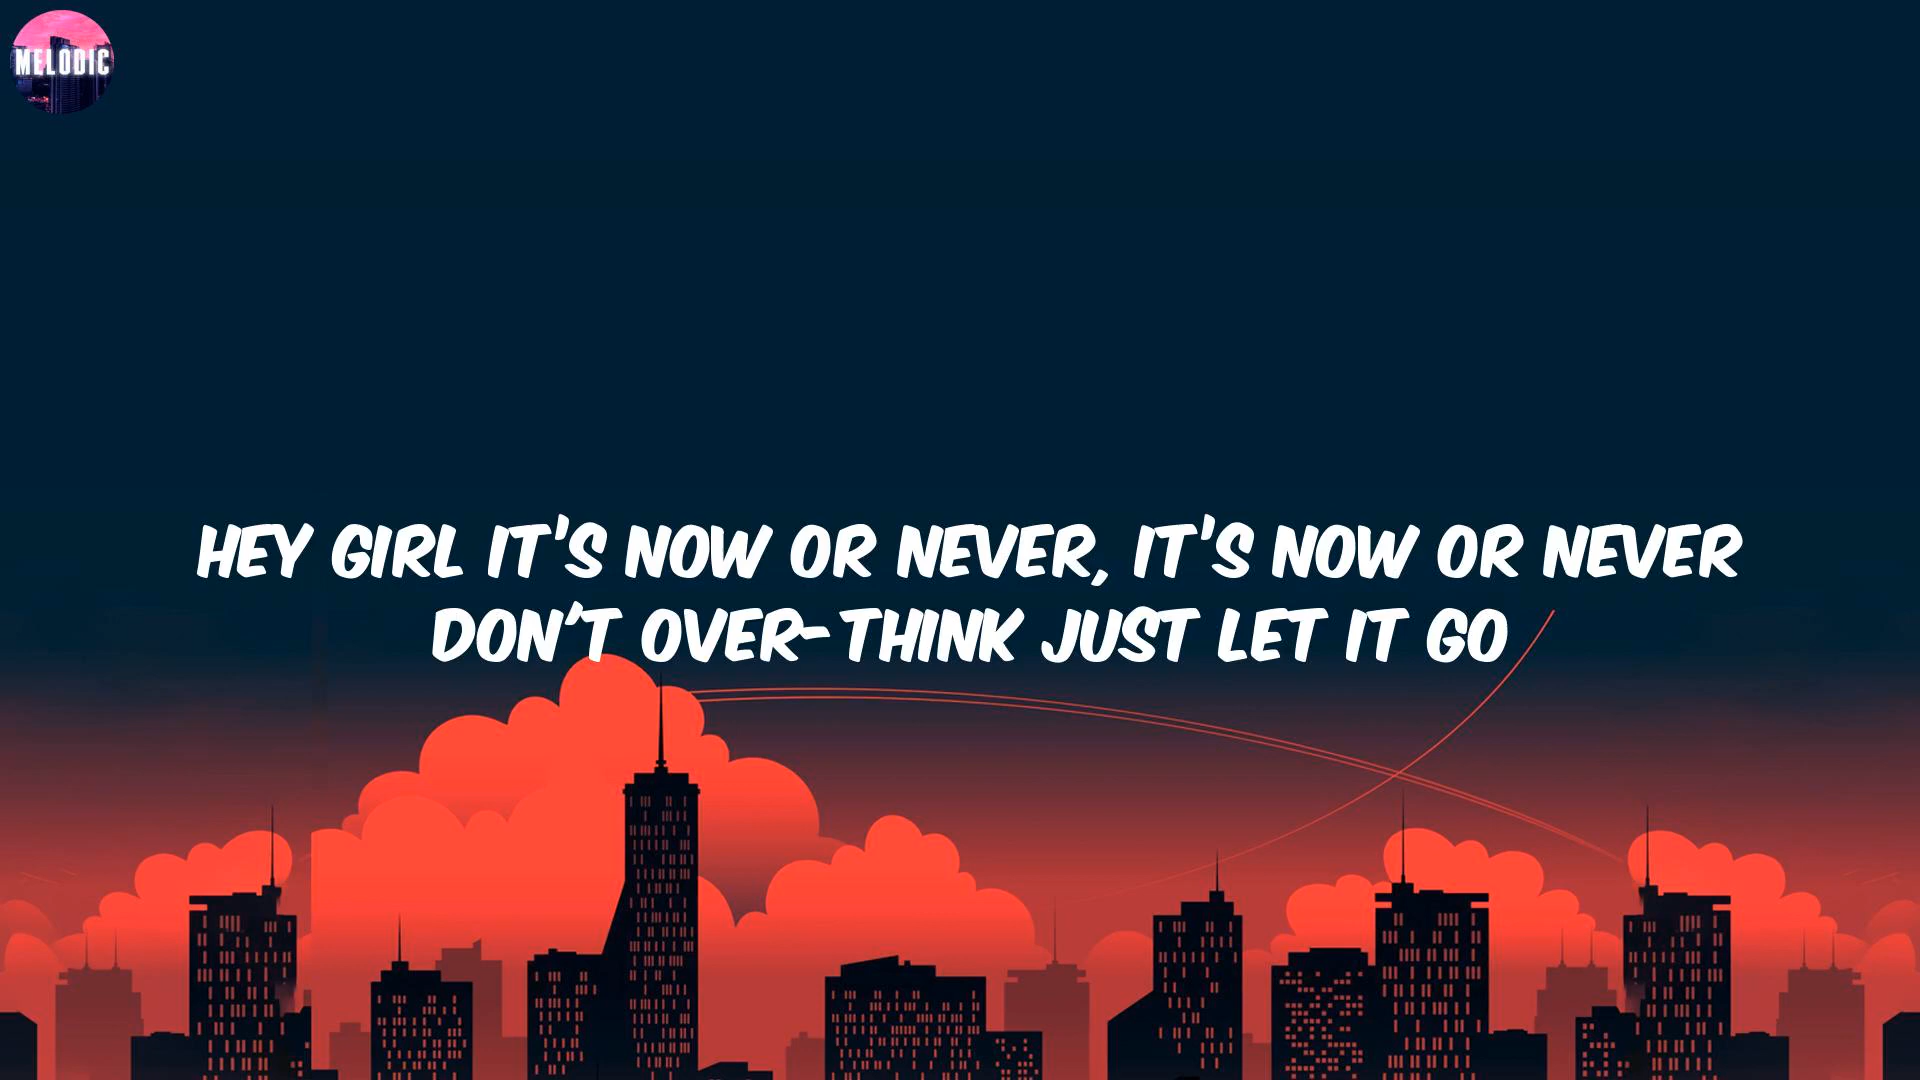 MELODIC
HEY GIRL IT'S NOW OR NEVER, IT'S NOW OR NEVER
DON'T OVER-THINK JUST LET IT GO